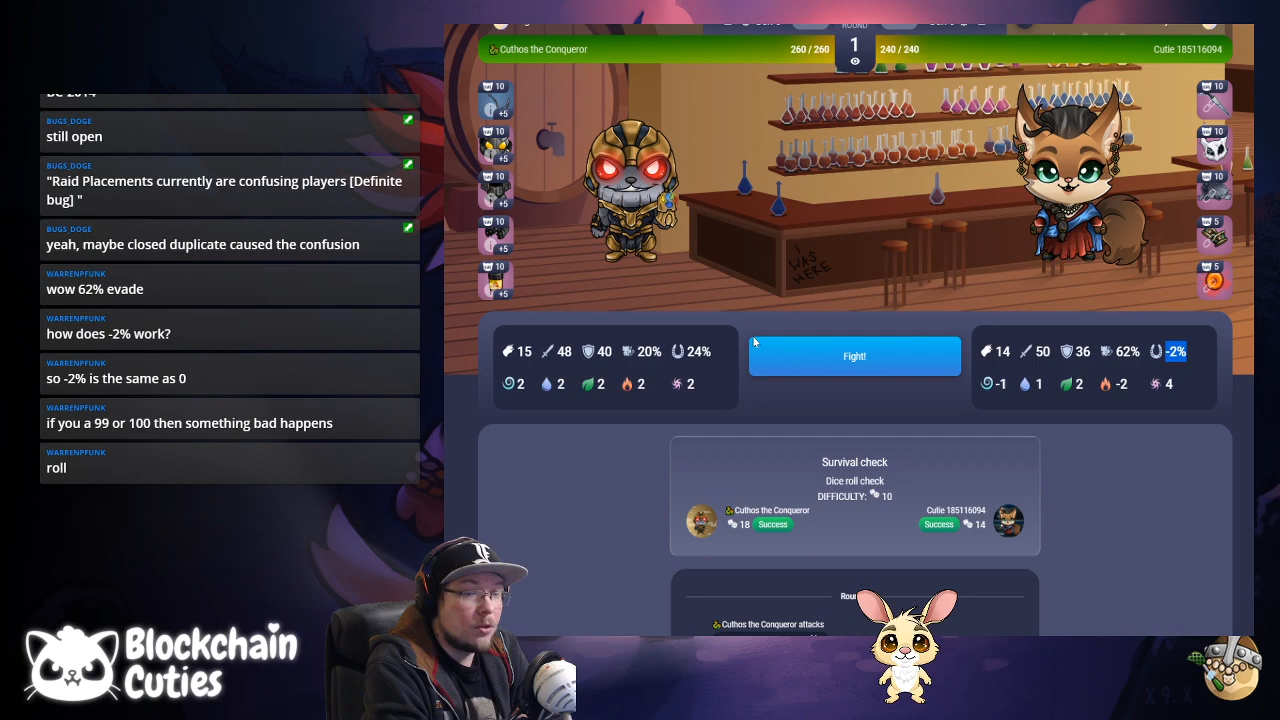 BUGS_DOGE
still open
BUGS_DOGE
"Raid Placements currently are confusing players [Definite
bug] "
BUGS_DOGE
yeah, maybe closed duplicate caused the confusion
WARRENPFUNK
wow 62% evade
WARRENPFUNK
how does -2% work?
WARRENPFUNK
so -2% is the same as 0
WARRENPFUNK
if you a 99 or 100 then something bad happens
WARRENPFUNK
roll
Blockchain
Cuties
ROUND
Cuthos the Conqueror 260 / 260 1 240 / 240 Cutie 185116094
10 +5
10 +5
10 +5
10 +5
10 +5
10
10
10
5
5
I
WAS
HERE
15 48 40 20% 24%
2 2 2 2 2
Fight!
14 50 36 62% -2%
-1 1 2 -2 4
Survival check
Dice roll check
DIFFICULTY: 10
Cuthos the Conqueror
18 Success
Cutie 185116094
Success 14
Cuthos the Conqueror attacks